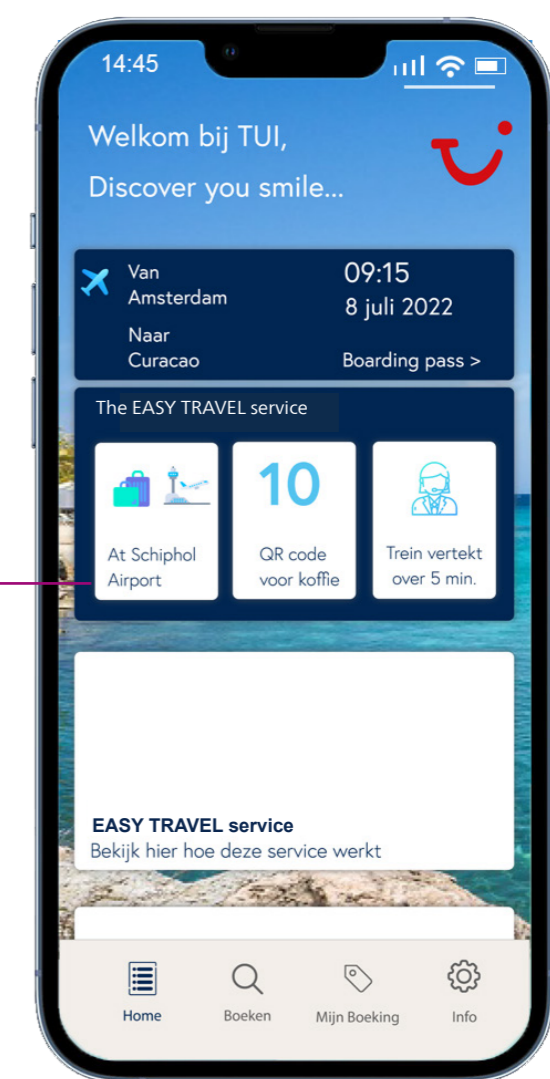 14:45
Welkom bij TUI,
Discover you smile...
Van
Amsterdam
09:15
8 juli 2022
Naar
Curacao
Boarding pass >
The EASY TRAVEL service
At Schiphol
Airport
10
QR code
voor koffie
Trein vertekt
over 5 min.
EASY TRAVEL service
Bekijk hier hoe deze service werkt
Home
Boeken
Mijn Boeking
Info